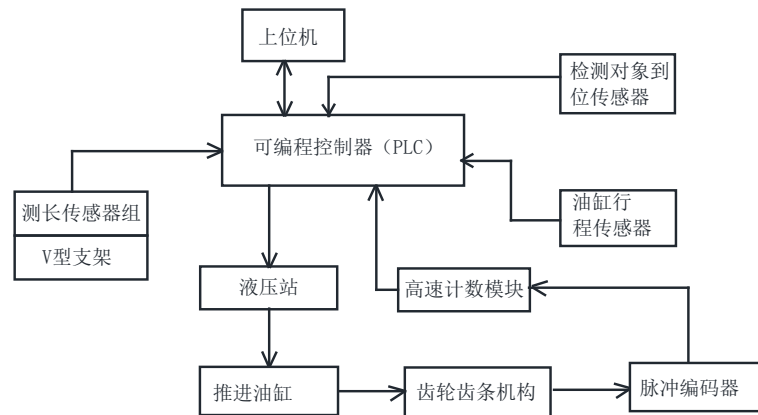 上位机
检测对象到
位传感器
可编程控制器（PLC）
测长传感器组
V型支架
油缸行
程传感器
液压站
高速计数模块
推进油缸
齿轮齿条机构
脉冲编码器